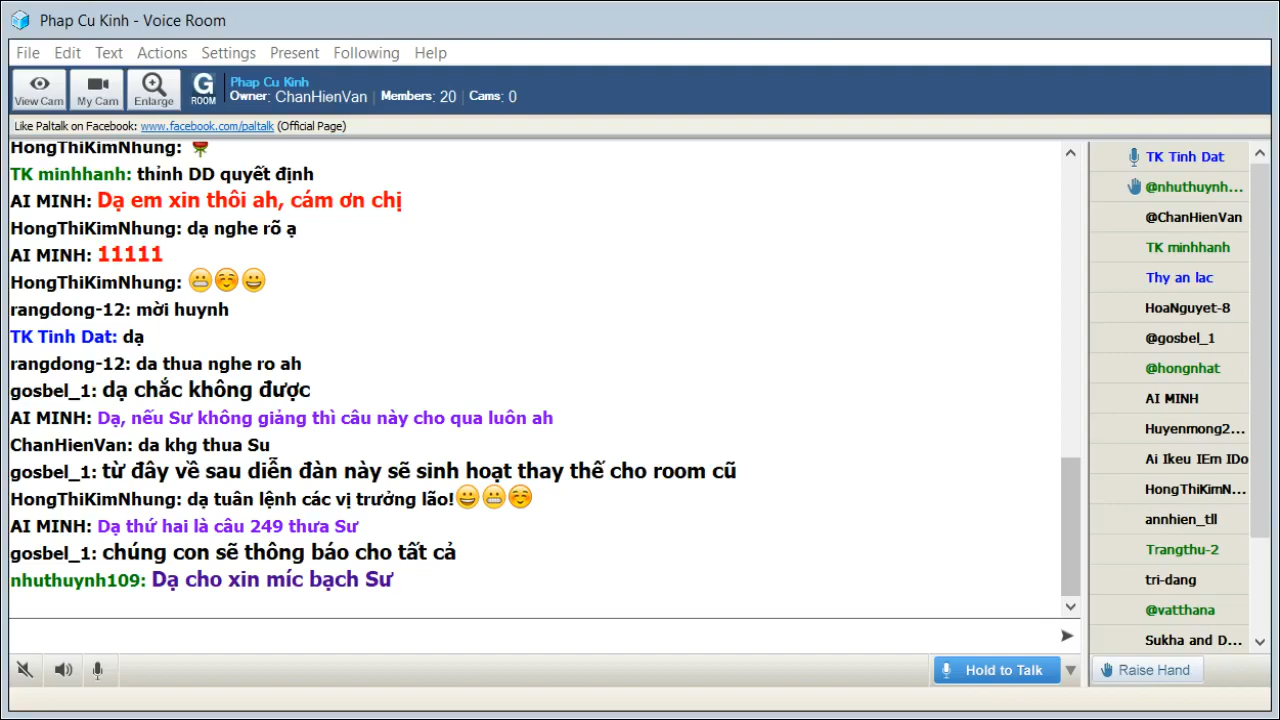 Phap Cu Kinh - Voice Room
File Edit Text Actions Settings Present Following Help
View Cam My Cam Enlarge G ROOM
Phap Cu Kinh
Owner: ChanHienVan | Members: 20 | Cams: 0
Like Paltalk on Facebook: www.facebook.com/paltalk (Official Page)
HongThiKimNhung:
TK minhhanh: thỉnh DD quyết định
AI MINH: Dạ em xin thôi ah, cám ơn chị
HongThiKimNhung: dạ nghe rõ ạ
AI MINH: 11111
HongThiKimNhung:
rangdong-12: mời huynh
TK Tinh Dat: dạ
rangdong-12: da thua nghe ro ah
gosbel_1: dạ chắc không được
AI MINH: Dạ, nếu Sư không giảng thì câu này cho qua luôn ah
ChanHienVan: da khg thua Su
gosbel_1: từ đây về sau diễn đàn này sẽ sinh hoạt thay thế cho room cũ
HongThiKimNhung: dạ tuân lệnh các vị trưởng lão!
AI MINH: Dạ thứ hai là câu 249 thưa Sư
gosbel_1: chúng con sẽ thông báo cho tất cả
nhuthuynh109: Dạ cho xin míc bạch Sư
TK Tinh Dat
@nhuthuynh...
@ChanHienVan
TK minhhanh
Thy an lac
HoaNguyet-8
@gosbel_1
@hongnhat
AI MINH
Huyenmong2...
Ai Ikeu IEm IDo
HongThiKimN...
annhien_tll
Trangthu-2
tri-dang
@vatthana
Sukha and D...
Hold to Talk
Raise Hand